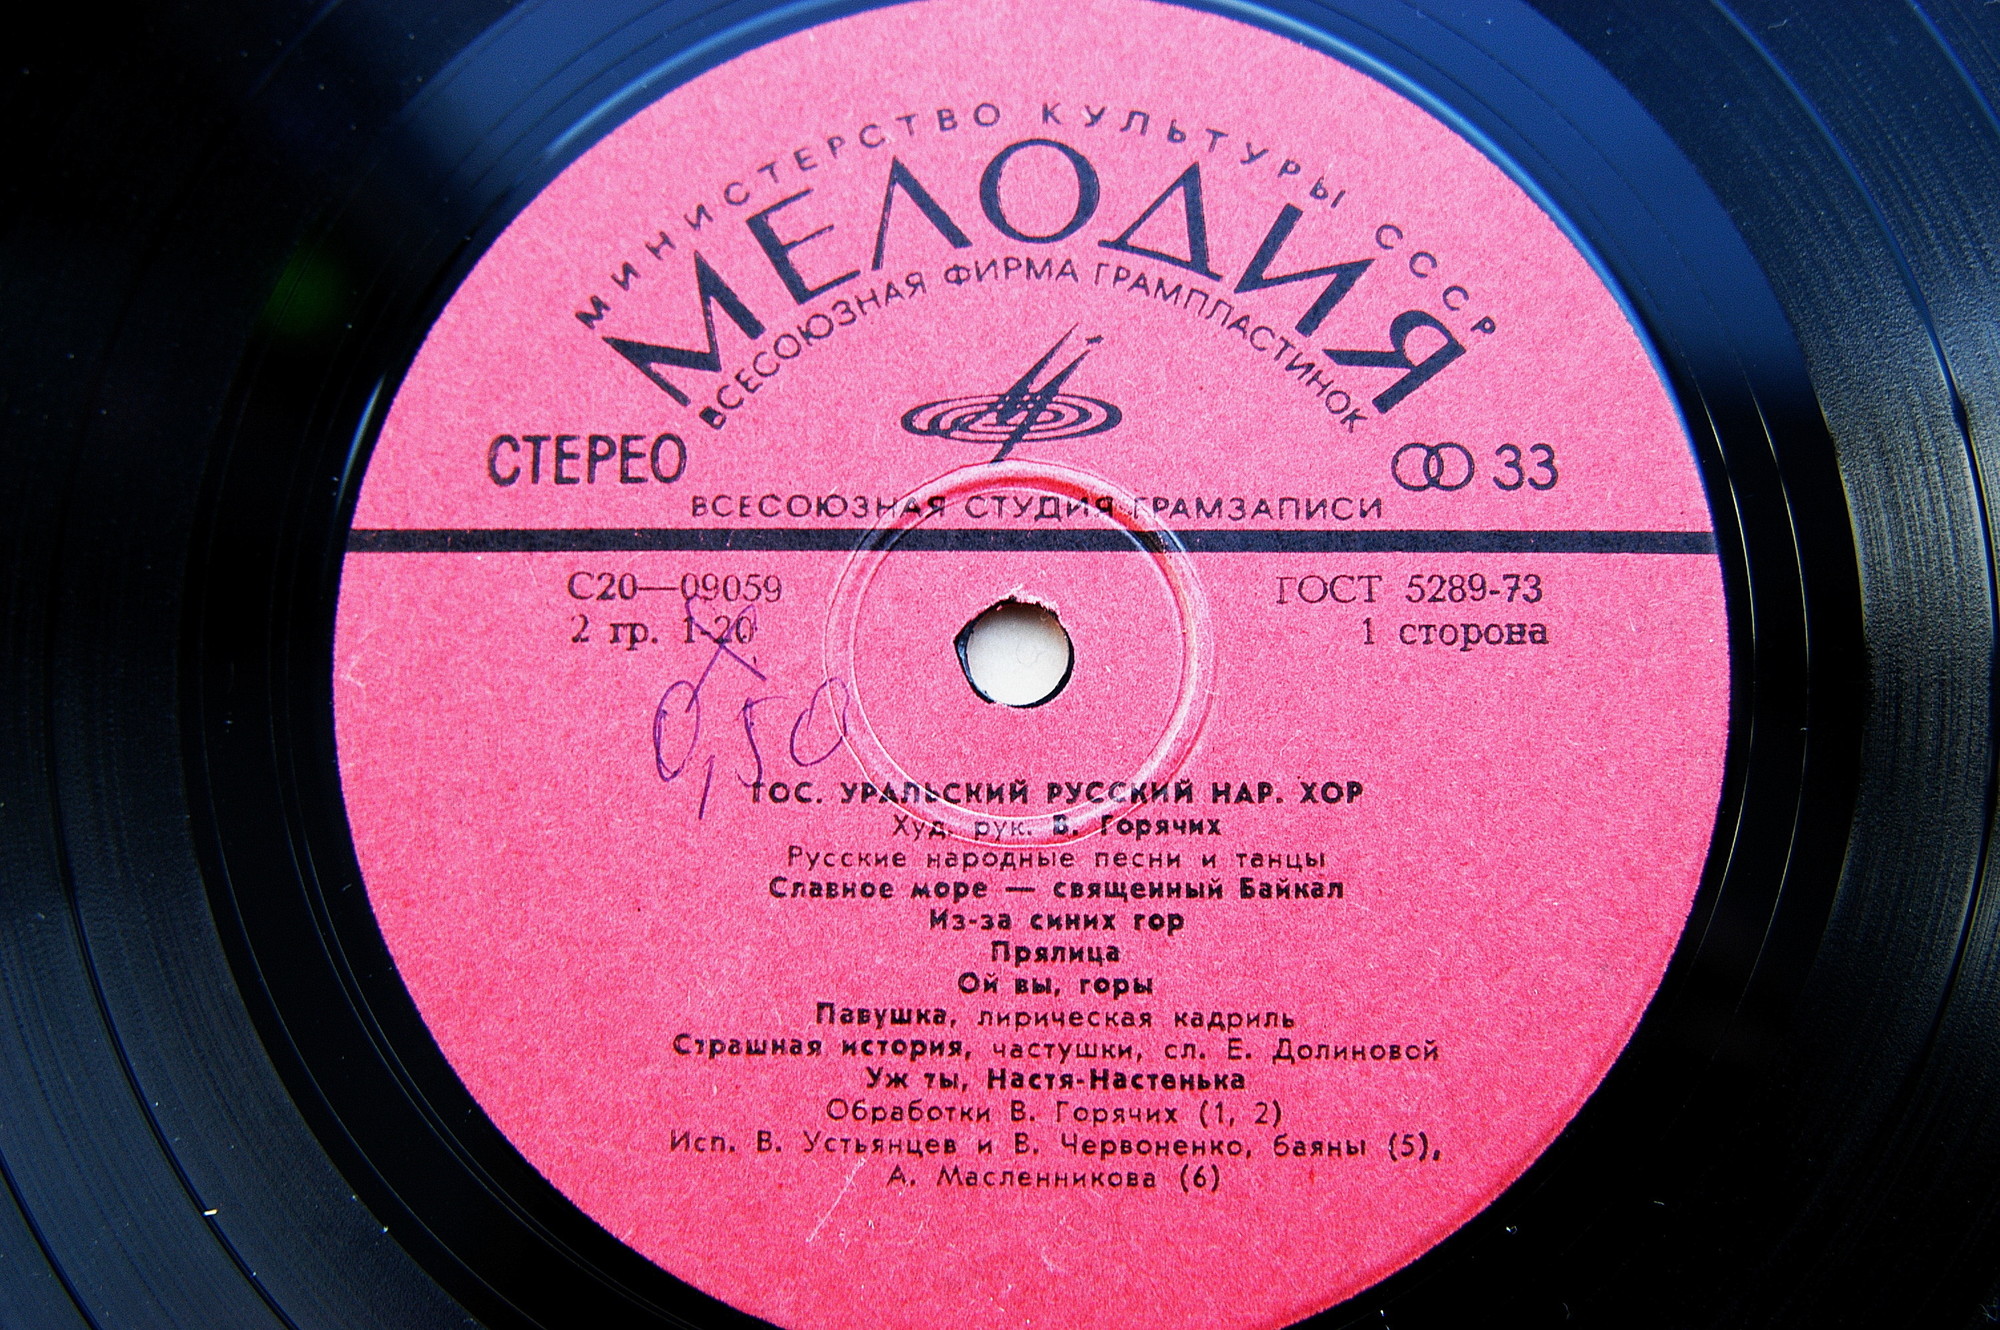 МИНИСТЕРСТВО КУЛЬТУРЫ СССР
МЕЛОДИЯ
ВСЕСОЮЗНАЯ ФИРМА ГРАМПЛАСТИНОК
СТЕРЕО 33
ВСЕСОЮЗНАЯ СТУДИЯ ГРАМЗАПИСИ
С20—09059 ГОСТ 5289-73
2 гр. 1-20 1 сторона
0,50
ГОС. УРАЛЬСКИЙ РУССКИЙ НАР. ХОР
Худ. рук. В. Горячих
Русские народные песни и танцы
Славное море — священный Байкал
Из-за синих гор
Прялица
Ой вы, горы
Павушка, лирическая кадриль
Страшная история, частушки, сл. Е. Долиновой
Уж ты, Настя-Настенька
Обработки В. Горячих (1, 2)
Исп. В. Устьянцев и В. Червоненко, баяны (5),
А. Масленникова (6)